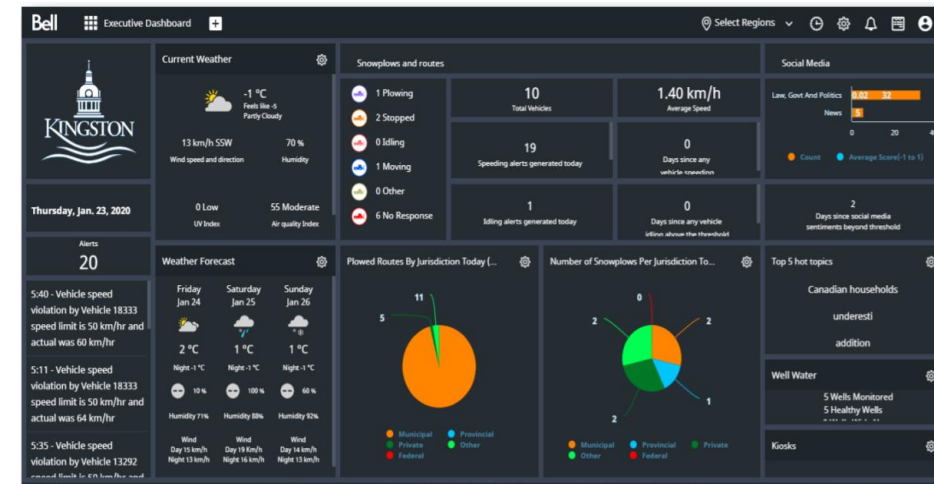 Bell
Executive Dashboard
+
Select Regions
KINGSTON
Thursday, Jan. 23, 2020
Alerts
20
5:40 - Vehicle speed
violation by Vehicle 18333
speed limit is 50 km/hr and
actual was 60 km/hr
5:11 - Vehicle speed
violation by Vehicle 18333
speed limit is 50 km/hr and
actual was 64 km/hr
5:35 - Vehicle speed
violation by Vehicle 13292
speed limit is 50 km/hr and
Current Weather
-1 °C
Feels like -5
Partly Cloudy
13 km/h SSW
Wind speed and direction
70 %
Humidity
0 Low
UV Index
55 Moderate
Air quality Index
Weather Forecast
Friday
Jan 24
2 °C
Night -1 °C
10 %
Humidity 71%
Wind
Day 15 km/h
Night 13 km/h
Saturday
Jan 25
1 °C
Night -1 °C
100 %
Humidity 88%
Wind
Day 19 Km/h
Night 16 km/h
Sunday
Jan 26
1 °C
Night -1 °C
60 %
Humidity 92%
Wind
Day 14 km/h
Night 13 km/h
Snowplows and routes
1 Plowing
2 Stopped
0 Idling
1 Moving
0 Other
6 No Response
10
Total Vehicles
1.40 km/h
Average Speed
19
Speeding alerts generated today
0
Days since any
vehicle speeding
1
Idling alerts generated today
0
Days since any vehicle
idling above the threshold
Plowed Routes By Jurisdiction Today (...
11
5
Municipal
Provincial
Private
Other
Federal
Number of Snowplows Per Jurisdiction To...
0
2
2
1
2
Municipal
Provincial
Private
Other
Federal
Social Media
Law, Govt And Politics
0.02
32
News
5
0
20
4
Count
Average Score(-1 to 1)
2
Days since social media
sentiments beyond threshold
Top 5 hot topics
Canadian households
underesti
addition
Well Water
5 Wells Monitored
5 Healthy Wells
Kiosks